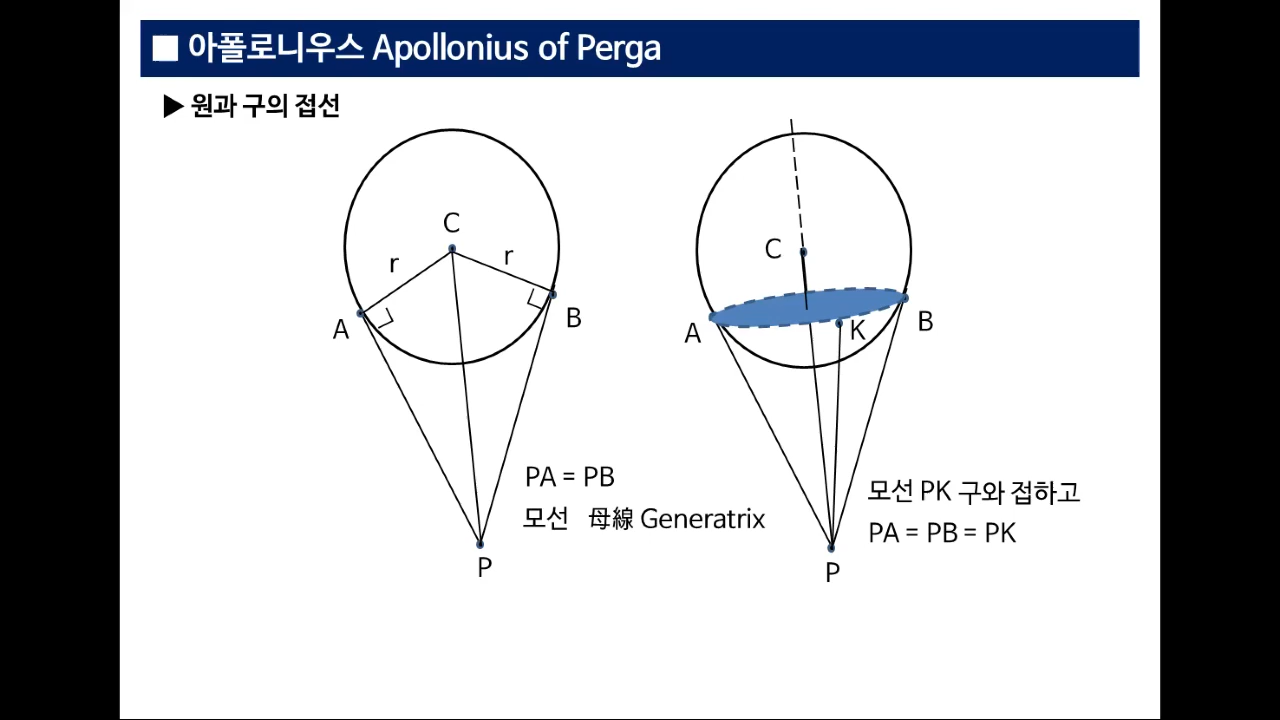 ■ 아폴로니우스 Apollonius of Perga
▶ 원과 구의 접선
C
r
r
A
B
PA = PB
모선 母線 Generatrix
P
C
A
K
B
모선 PK 구와 접하고
PA = PB = PK
P